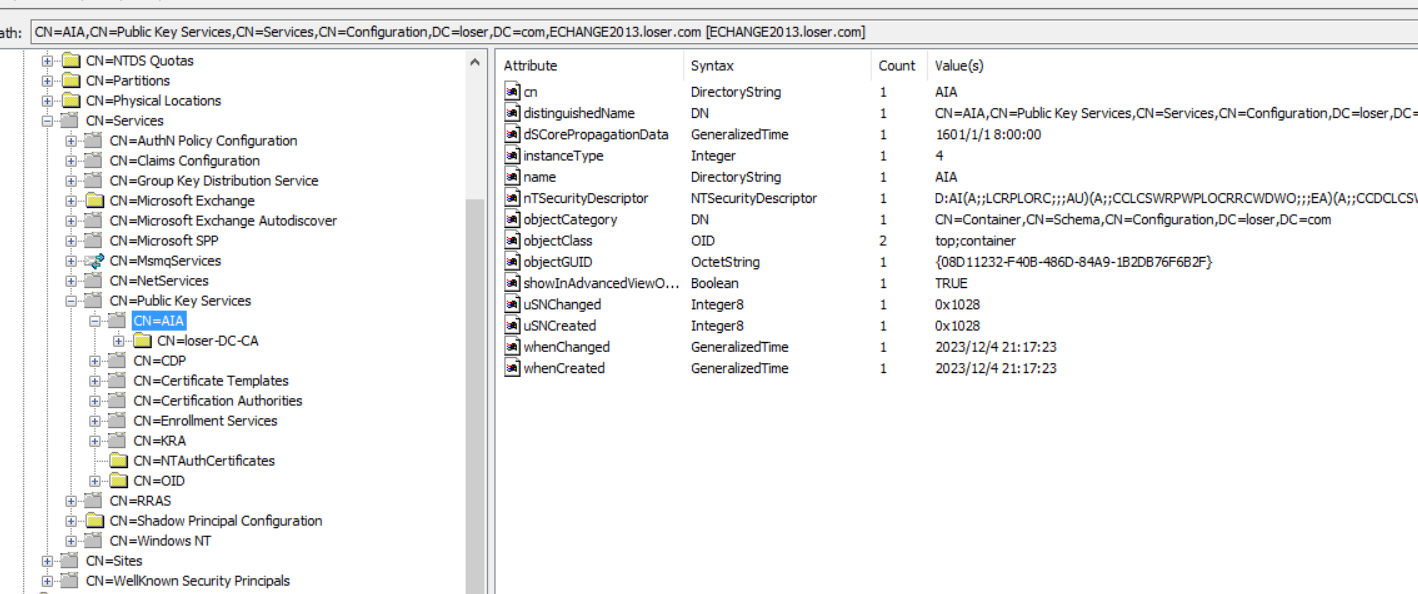 ath: CN=AIA,CN=Public Key Services,CN=Services,CN=Configuration,DC=loser,DC=com,ECHANGE2013.loser.com [ECHANGE2013.loser.com]
CN=NTDS Quotas
CN=Partitions
CN=Physical Locations
CN=Services
CN=AuthN Policy Configuration
CN=Claims Configuration
CN=Group Key Distribution Service
CN=Microsoft Exchange
CN=Microsoft Exchange Autodiscover
CN=Microsoft SPP
CN=MsmqServices
CN=NetServices
CN=Public Key Services
CN=AIA
CN=loser-DC-CA
CN=CDP
CN=Certificate Templates
CN=Certification Authorities
CN=Enrollment Services
CN=KRA
CN=NTAuthCertificates
CN=OID
CN=RRAS
CN=Shadow Principal Configuration
CN=Windows NT
CN=Sites
CN=WellKnown Security Principals
Attribute Syntax Count Value(s)
cn DirectoryString 1 AIA
distinguishedName DN 1 CN=AIA,CN=Public Key Services,CN=Services,CN=Configuration,DC=loser,DC=
dSCorePropagationData GeneralizedTime 1 1601/1/1 8:00:00
instanceType Integer 1 4
name DirectoryString 1 AIA
nTSecurityDescriptor NTSecurityDescriptor 1 D:AI(A;;LCRPLORC;;;AU)(A;;CCLCSWRPWPLOCRRCWDWO;;;EA)(A;;CCDCLCSW
objectCategory DN 1 CN=Container,CN=Schema,CN=Configuration,DC=loser,DC=com
objectClass OID 2 top;container
objectGUID OctetString 1 {08D11232-F40B-486D-84A9-1B2DB76F6B2F}
showInAdvancedViewO... Boolean 1 TRUE
uSNChanged Integer8 1 0x1028
uSNCreated Integer8 1 0x1028
whenChanged GeneralizedTime 1 2023/12/4 21:17:23
whenCreated GeneralizedTime 1 2023/12/4 21:17:23